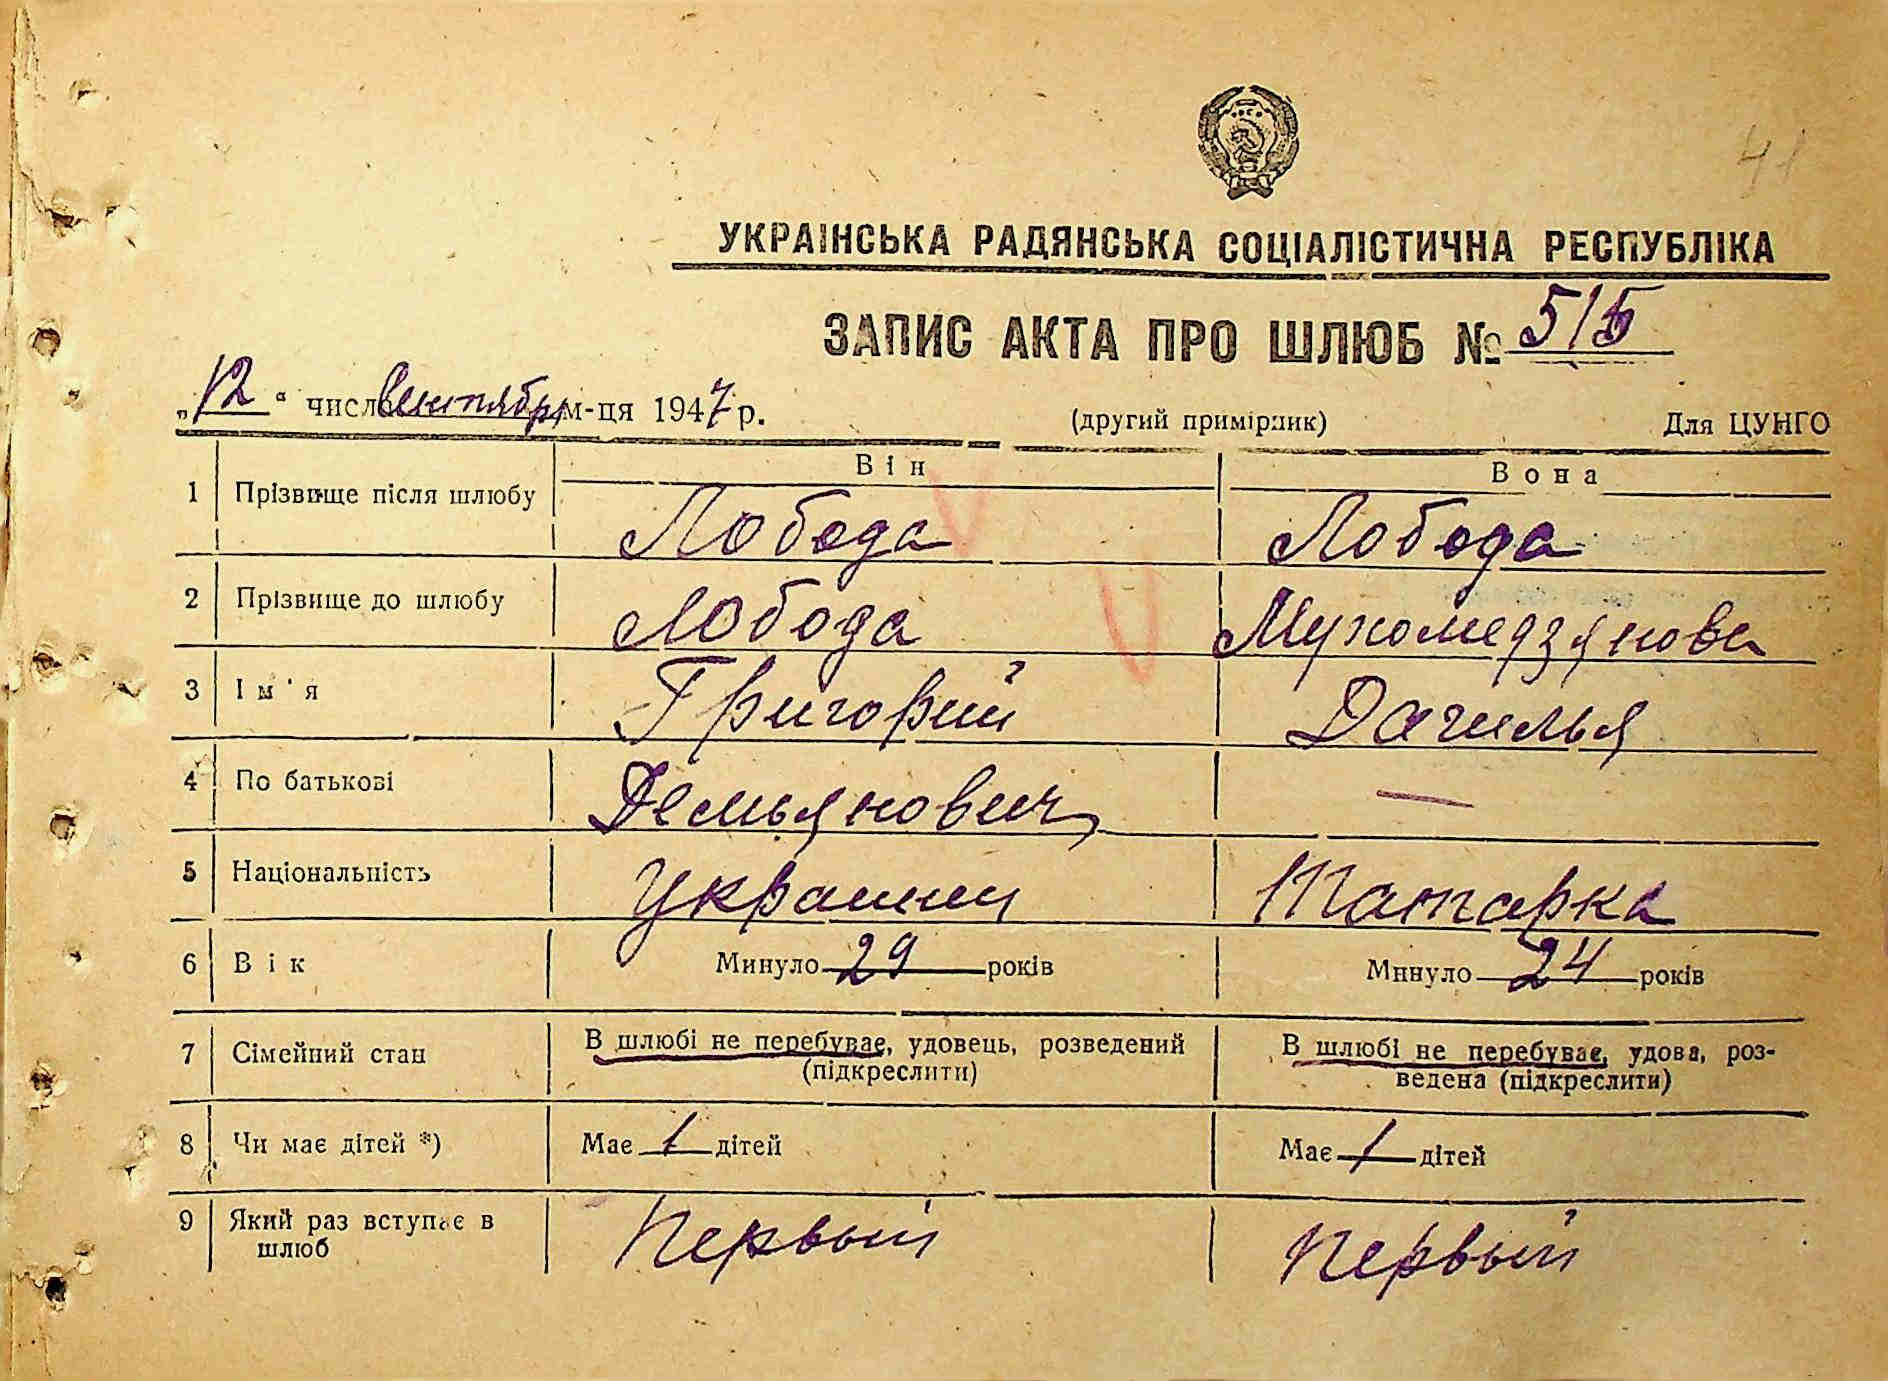 41
УКРАЇНСЬКА РАДЯНСЬКА СОЦІАЛІСТИЧНА РЕСПУБЛІКА
ЗАПИС АКТА ПРО ШЛЮБ № 515
„12“ числа Сентября м-ця 1947 р. (другий примірник) Для ЦУНГО
Він Вона
1 Прізвище після шлюбу Лобода Лобода
2 Прізвище до шлюбу Лобода Мухомедзянова
3 Ім'я Григорий Дагилья
4 По батькові Демьянович —
5 Національність Украинец Татарка
6 Вік Минуло 29 років Минуло 24 років
7 Сімейний стан В шлюбі не перебуває, удовець, розведений В шлюбі не перебуває, удова, роз-
(підкреслити) ведена (підкреслити)
8 Чи має дітей *) Має 1 дітей Має 1 дітей
9 Який раз вступає в Первый Первый
шлюб